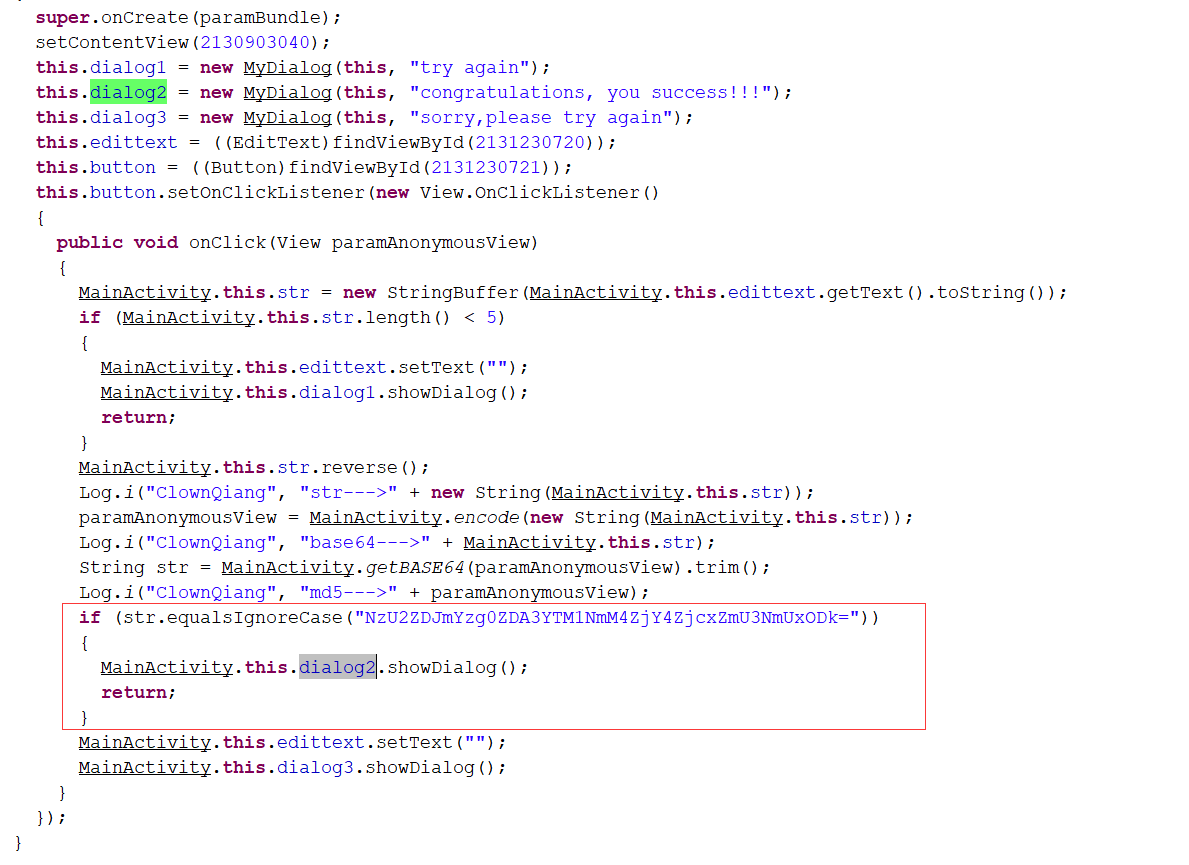 super.onCreate(paramBundle);
setContentView(2130903040);
this.dialog1 = new MyDialog(this, "try again");
this.dialog2 = new MyDialog(this, "congratulations, you success!!!");
this.dialog3 = new MyDialog(this, "sorry,please try again");
this.edittext = ((EditText)findViewById(2131230720));
this.button = ((Button)findViewById(2131230721));
this.button.setOnClickListener(new View.OnClickListener()
{
public void onClick(View paramAnonymousView)
{
MainActivity.this.str = new StringBuffer(MainActivity.this.edittext.getText().toString());
if (MainActivity.this.str.length() < 5)
{
MainActivity.this.edittext.setText("");
MainActivity.this.dialog1.showDialog();
return;
}
MainActivity.this.str.reverse();
Log.i("ClownQiang", "str--->" + new String(MainActivity.this.str));
paramAnonymousView = MainActivity.encode(new String(MainActivity.this.str));
Log.i("ClownQiang", "base64--->" + MainActivity.this.str);
String str = MainActivity.getBASE64(paramAnonymousView).trim();
Log.i("ClownQiang", "md5--->" + paramAnonymousView);
if (str.equalsIgnoreCase("NzU2ZDJmYzg0ZDA3YTM1NmM4ZjY4ZjcxZmU3NmUxODk="))
{
MainActivity.this.dialog2.showDialog();
return;
}
MainActivity.this.edittext.setText("");
MainActivity.this.dialog3.showDialog();
}
});
}